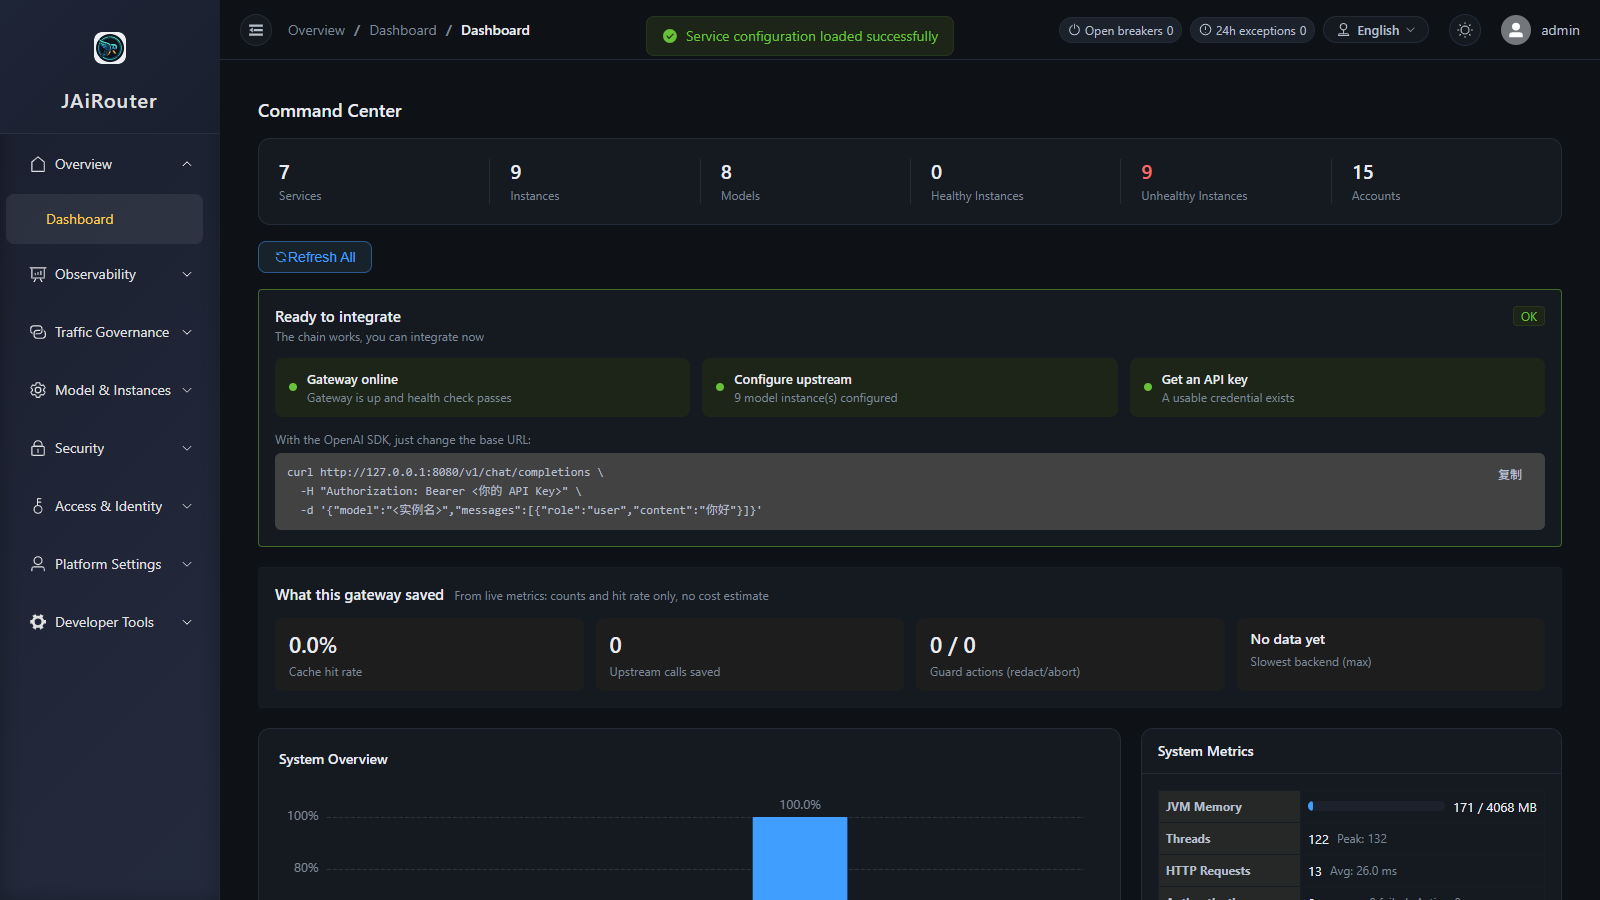 JAiRouter
Overview
Dashboard
Observability
Traffic Governance
Model & Instances
Security
Access & Identity
Platform Settings
Developer Tools
Overview / Dashboard / Dashboard
Service configuration loaded successfully
Open breakers 0
24h exceptions 0
English
admin
Command Center
7
Services
9
Instances
8
Models
0
Healthy Instances
9
Unhealthy Instances
15
Accounts
Refresh All
Ready to integrate
OK
The chain works, you can integrate now
Gateway online
Gateway is up and health check passes
Configure upstream
9 model instance(s) configured
Get an API key
A usable credential exists
With the OpenAI SDK, just change the base URL:
curl http://127.0.0.1:8080/v1/chat/completions \
-H "Authorization: Bearer <你的 API Key>" \
-d '{"model":"<实例名>","messages":[{"role":"user","content":"你好"}]}'
复制
What this gateway saved From live metrics: counts and hit rate only, no cost estimate
0.0%
Cache hit rate
0
Upstream calls saved
0 / 0
Guard actions (redact/abort)
No data yet
Slowest backend (max)
System Overview
100.0%
100%
80%
System Metrics
JVM Memory 171 / 4068 MB
Threads 122 Peak: 132
HTTP Requests 13 Avg: 26.0 ms